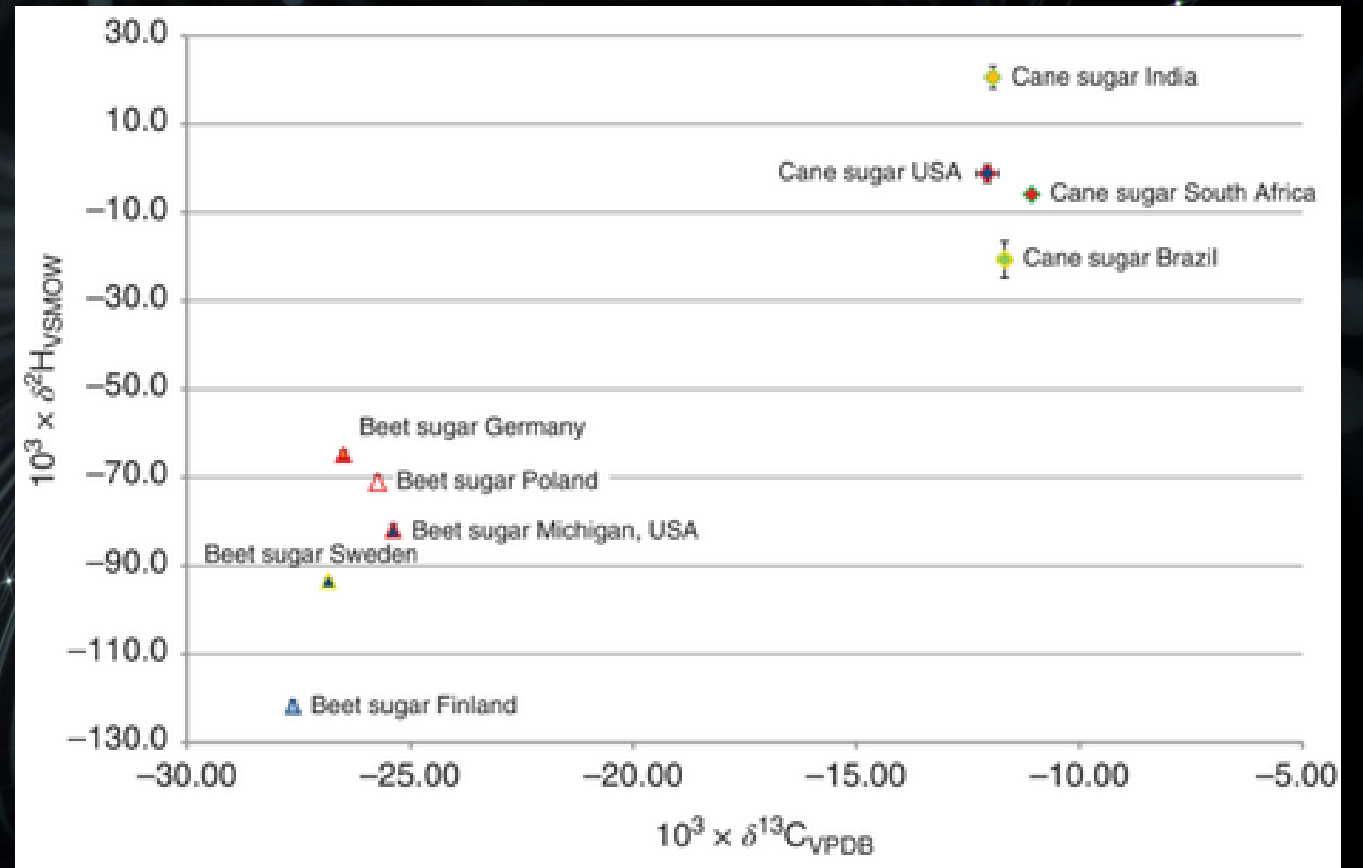 30.0
10.0
−10.0
−30.0
−50.0
−70.0
−90.0
−110.0
−130.0
10³ × δ²H_VSMOW
Cane sugar India
Cane sugar USA
Cane sugar South Africa
Cane sugar Brazil
Beet sugar Germany
Beet sugar Poland
Beet sugar Michigan, USA
Beet sugar Sweden
Beet sugar Finland
−30.00 −25.00 −20.00 −15.00 −10.00 −5.00
10³ × δ¹³C_VPDB